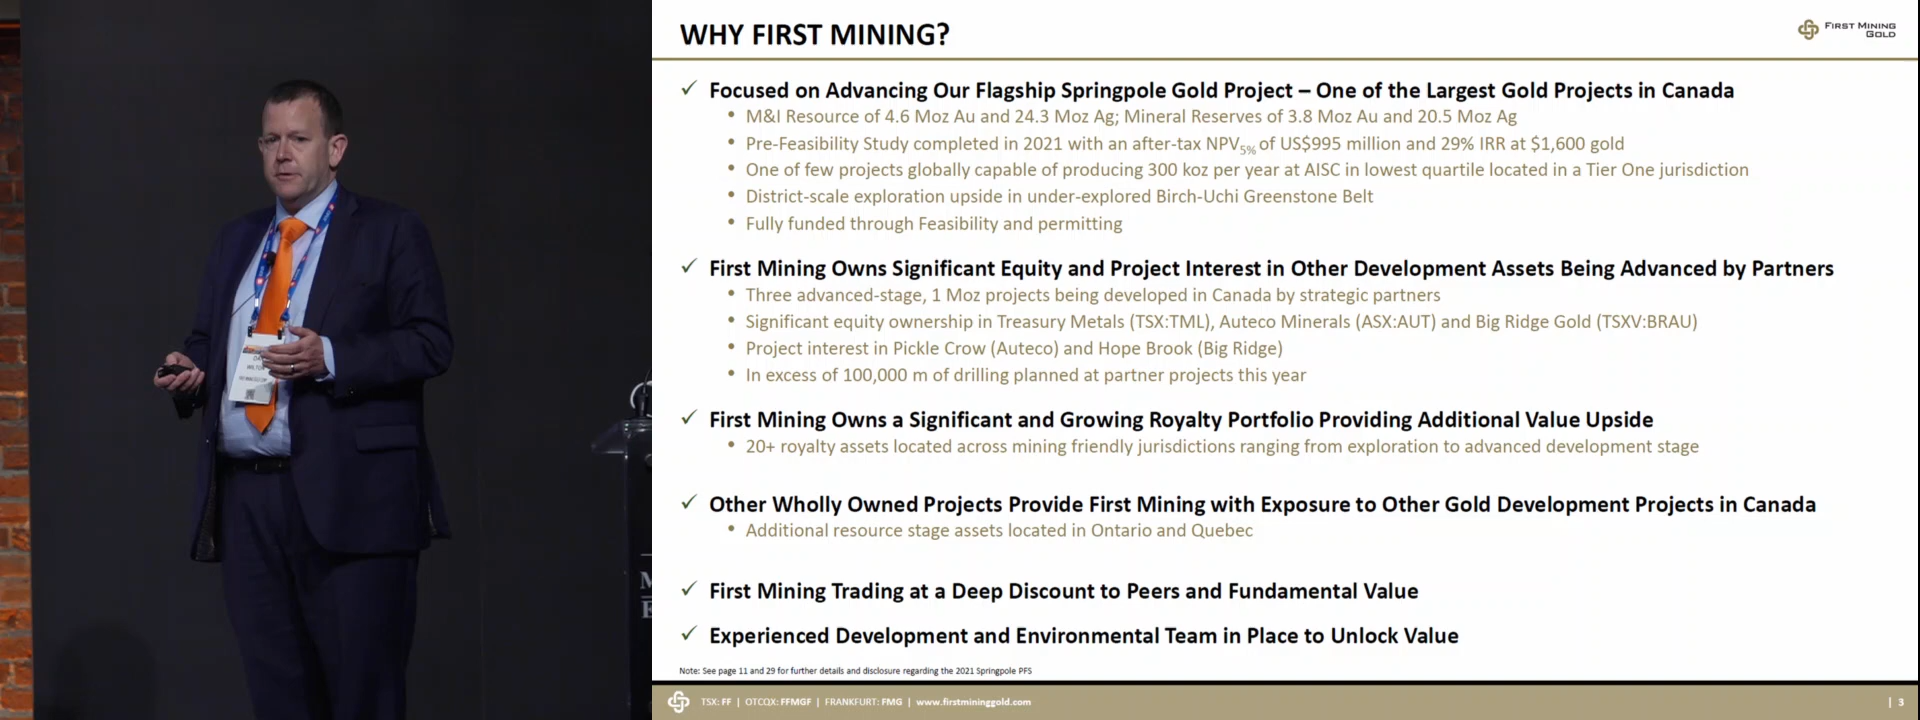 WHY FIRST MINING?
FIRST MINING
GOLD
✓ Focused on Advancing Our Flagship Springpole Gold Project – One of the Largest Gold Projects in Canada
• M&I Resource of 4.6 Moz Au and 24.3 Moz Ag; Mineral Reserves of 3.8 Moz Au and 20.5 Moz Ag
• Pre-Feasibility Study completed in 2021 with an after-tax NPV5% of US$995 million and 29% IRR at $1,600 gold
• One of few projects globally capable of producing 300 koz per year at AISC in lowest quartile located in a Tier One jurisdiction
• District-scale exploration upside in under-explored Birch-Uchi Greenstone Belt
• Fully funded through Feasibility and permitting
✓ First Mining Owns Significant Equity and Project Interest in Other Development Assets Being Advanced by Partners
• Three advanced-stage, 1 Moz projects being developed in Canada by strategic partners
• Significant equity ownership in Treasury Metals (TSX:TML), Auteco Minerals (ASX:AUT) and Big Ridge Gold (TSXV:BRAU)
• Project interest in Pickle Crow (Auteco) and Hope Brook (Big Ridge)
• In excess of 100,000 m of drilling planned at partner projects this year
✓ First Mining Owns a Significant and Growing Royalty Portfolio Providing Additional Value Upside
• 20+ royalty assets located across mining friendly jurisdictions ranging from exploration to advanced development stage
✓ Other Wholly Owned Projects Provide First Mining with Exposure to Other Gold Development Projects in Canada
• Additional resource stage assets located in Ontario and Quebec
✓ First Mining Trading at a Deep Discount to Peers and Fundamental Value
✓ Experienced Development and Environmental Team in Place to Unlock Value
Note: See page 11 and 29 for further details and disclosure regarding the 2021 Springpole PFS
TSX: FF | OTCQX: FFMGF | FRANKFURT: FMG | www.firstmininggold.com
| 3